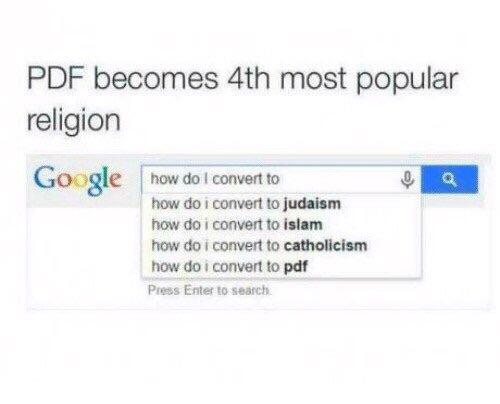 PDF becomes 4th most popular
religion
Google how do I convert to
how do i convert to judaism
how do i convert to islam
how do i convert to catholicism
how do i convert to pdf
Press Enter to search.